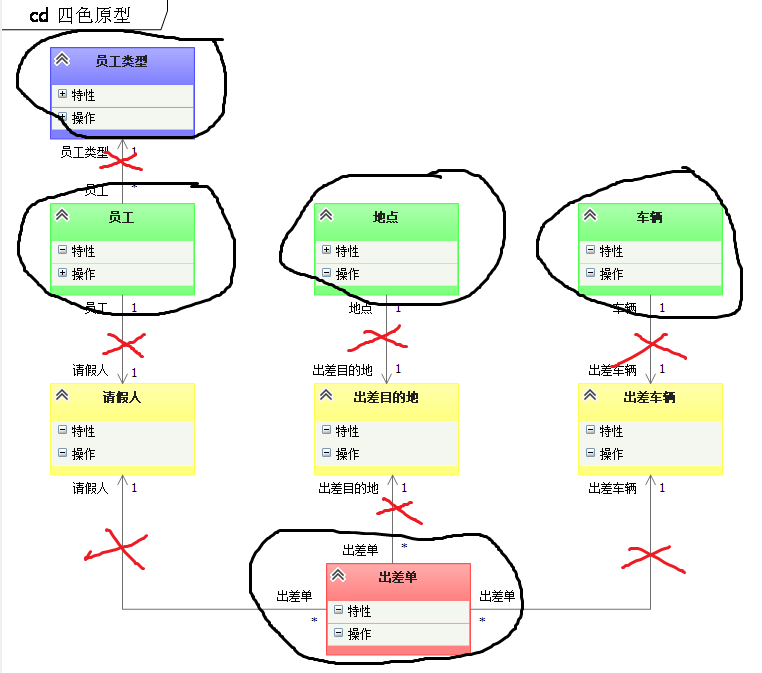 cd 四色原型
员工类型
特性
操作
员工类型 1
员工 *
员工 地点 车辆
特性 特性 特性
操作 操作 操作
员工 1 地点 1 车辆 1
请假人 1 出差目的地 1 出差车辆 1
请假人 出差目的地 出差车辆
特性 特性 特性
操作 操作 操作
请假人 1 出差目的地 1 出差车辆 1
出差单 *
出差单
出差单 * 出差单 *
特性
操作